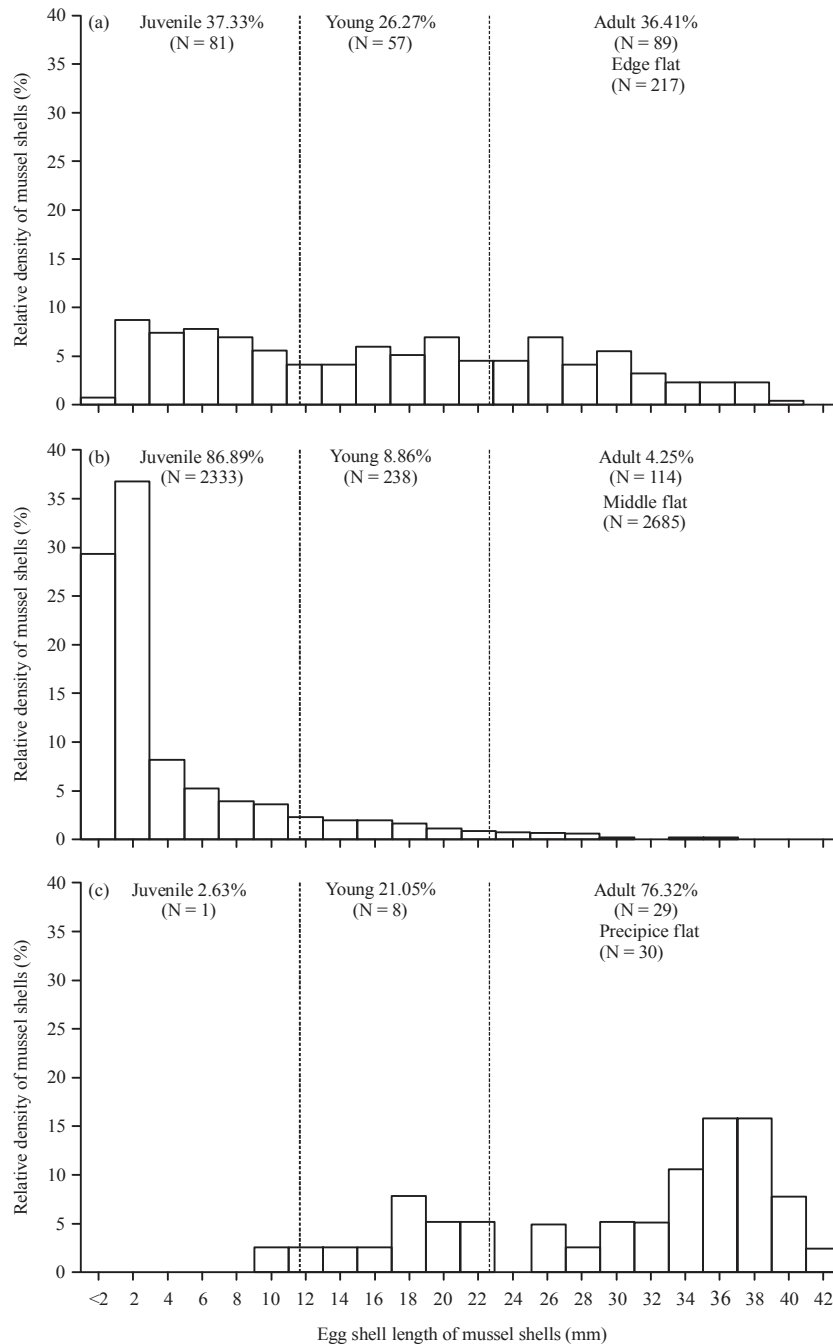 (a)
Juvenile 37.33%
(N = 81)
Young 26.27%
(N = 57)
Adult 36.41%
(N = 89)
Edge flat
(N = 217)
40
35
30
25
20
15
10
5
0
Relative density of mussel shells (%)
(b)
Juvenile 86.89%
(N = 2333)
Young 8.86%
(N = 238)
Adult 4.25%
(N = 114)
Middle flat
(N = 2685)
40
35
30
25
20
15
10
5
0
Relative density of mussel shells (%)
(c)
Juvenile 2.63%
(N = 1)
Young 21.05%
(N = 8)
Adult 76.32%
(N = 29)
Precipice flat
(N = 30)
40
35
30
25
20
15
10
5
0
Relative density of mussel shells (%)
<2 2 4 6 8 10 12 14 16 18 20 22 24 26 28 30 32 34 36 38 40 42
Egg shell length of mussel shells (mm)